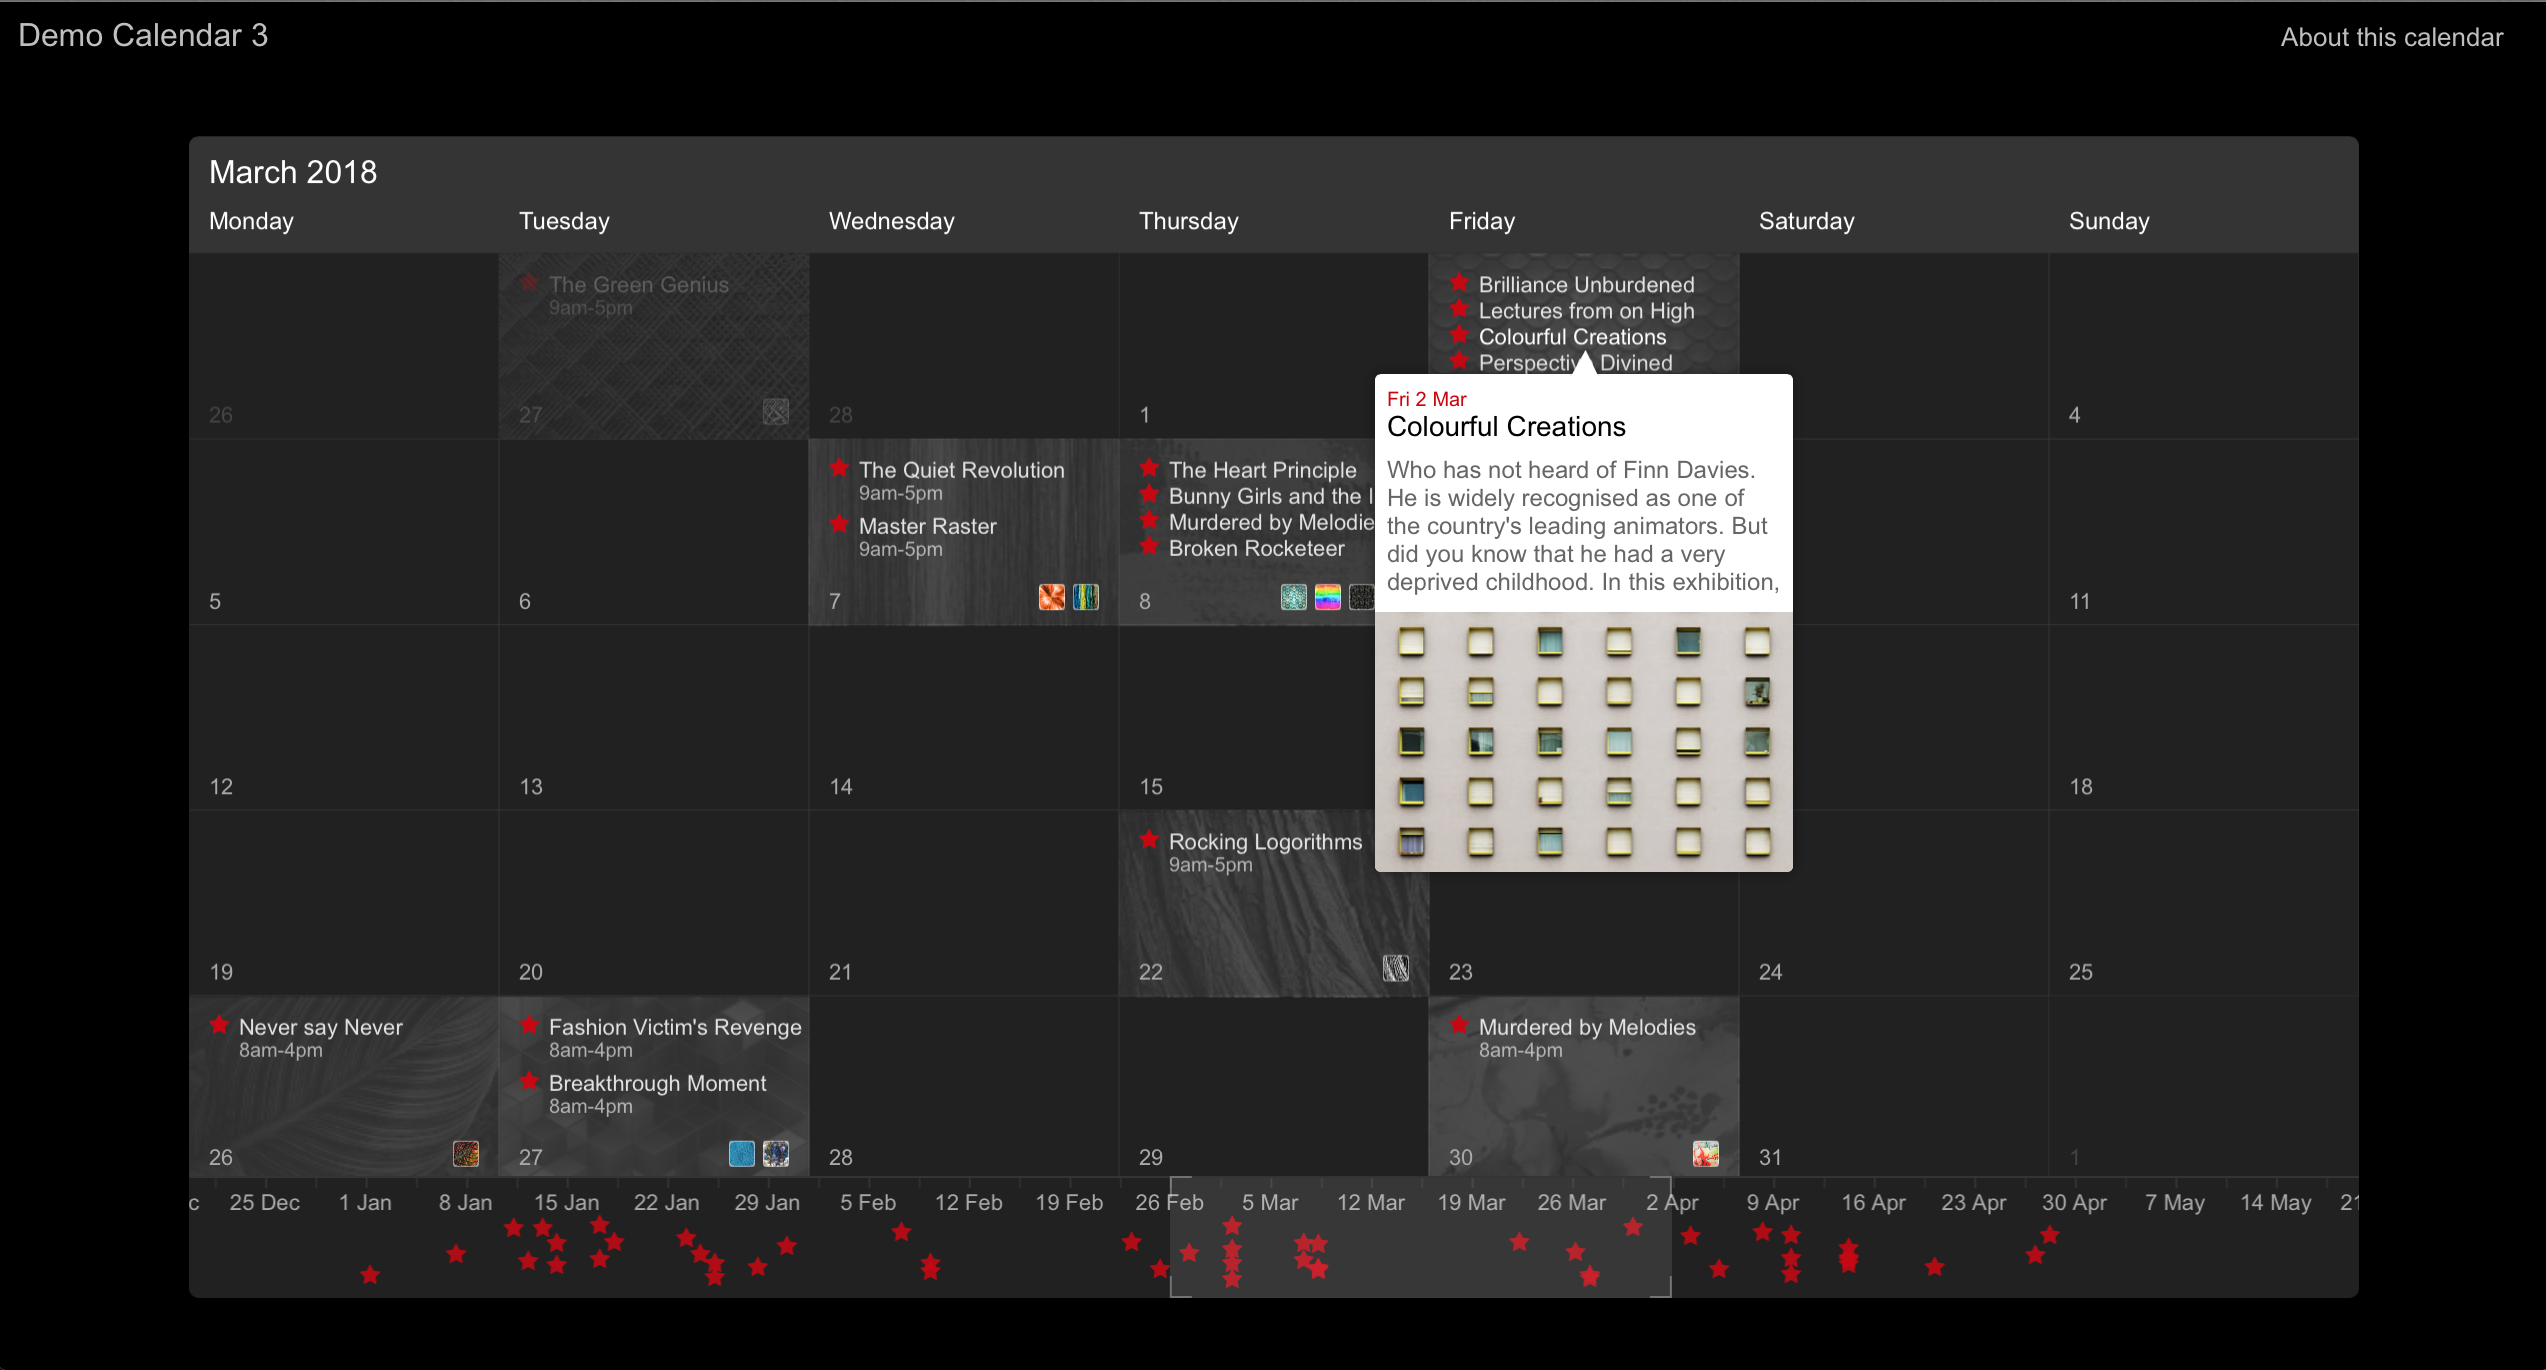 Demo Calendar 3
About this calendar
March 2018
Monday Tuesday Wednesday Thursday Friday Saturday Sunday
The Green Genius
9am-5pm
Brilliance Unburdened
Lectures from on High
Colourful Creations
Divined
26 27 28 1 4
Fri 2 Mar
Colourful Creations
Who has not heard of Finn Davies.
He is widely recognised as one of
the country's leading animators. But
did you know that he had a very
deprived childhood. In this exhibition,
The Quiet Revolution
9am-5pm
Master Raster
9am-5pm
The Heart Principle
Bunny Girls and the
Murdered by Melodie
Broken Rocketeer
5 6 7 8 11
12 13 14 15 18
Rocking Logorithms
9am-5pm
19 20 21 22 23 24 25
Never say Never
8am-4pm
Fashion Victim's Revenge
8am-4pm
Breakthrough Moment
8am-4pm
Murdered by Melodies
8am-4pm
26 27 28 29 30 31 1
c 25 Dec 1 Jan 8 Jan 15 Jan 22 Jan 29 Jan 5 Feb 12 Feb 19 Feb 26 Feb 5 Mar 12 Mar 19 Mar 26 Mar 2 Apr 9 Apr 16 Apr 23 Apr 30 Apr 7 May 14 May 21